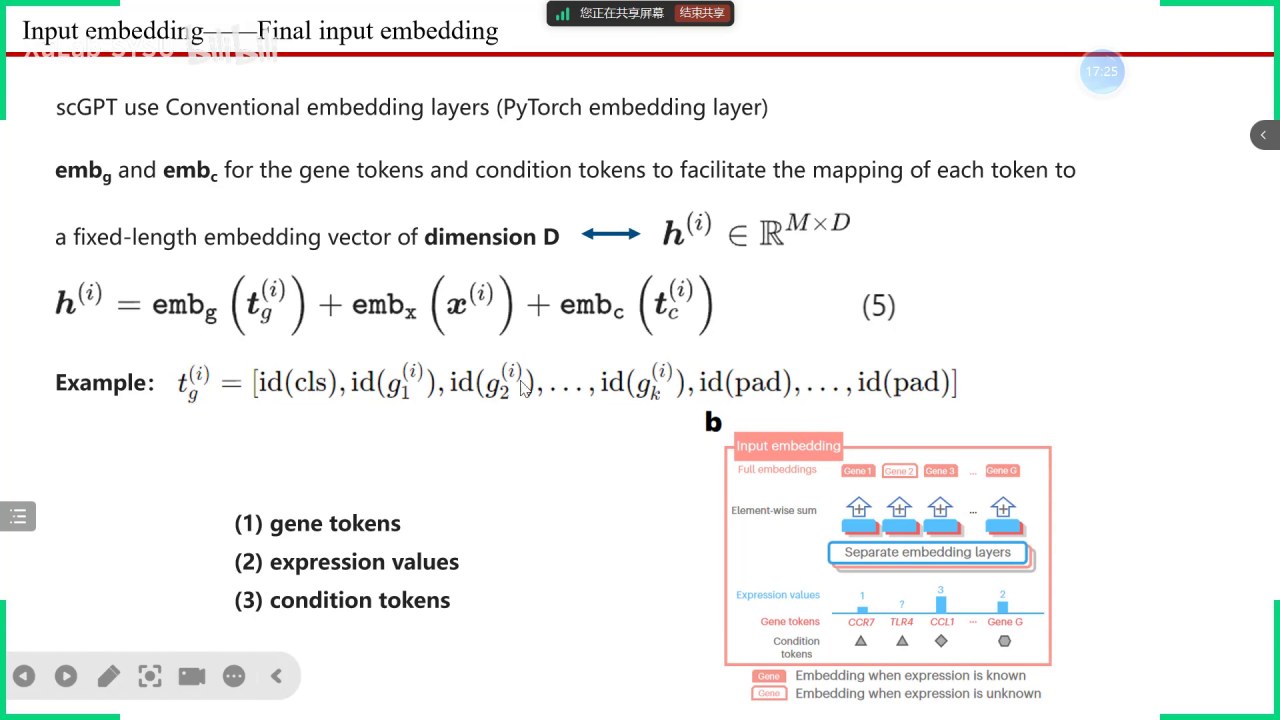 您正在共享屏幕 结束共享
Input embedding——Final input embedding
bilibili
17:25
scGPT use Conventional embedding layers (PyTorch embedding layer)
emb_g and emb_c for the gene tokens and condition tokens to facilitate the mapping of each token to
a fixed-length embedding vector of dimension D ⟷ h^(i) ∈ ℝ^{M×D}
h^(i) = emb_g (t_g^(i)) + emb_x (x^(i)) + emb_c (t_c^(i)) (5)
Example: t_g^(i) = [id(cls), id(g_1^(i)), id(g_2^(i)), . . . , id(g_k^(i)), id(pad), . . . , id(pad)]
(1) gene tokens
(2) expression values
(3) condition tokens
b
Input embedding
Full embeddings Gene 1 Gene 2 Gene 3 ... Gene G
Element-wise sum + + + ... +
Separate embedding layers
Expression values 1 ? 3 2
Gene tokens CCR7 TLR4 CCL1 ... Gene G
Condition
tokens
Gene Embedding when expression is known
Gene Embedding when expression is unknown